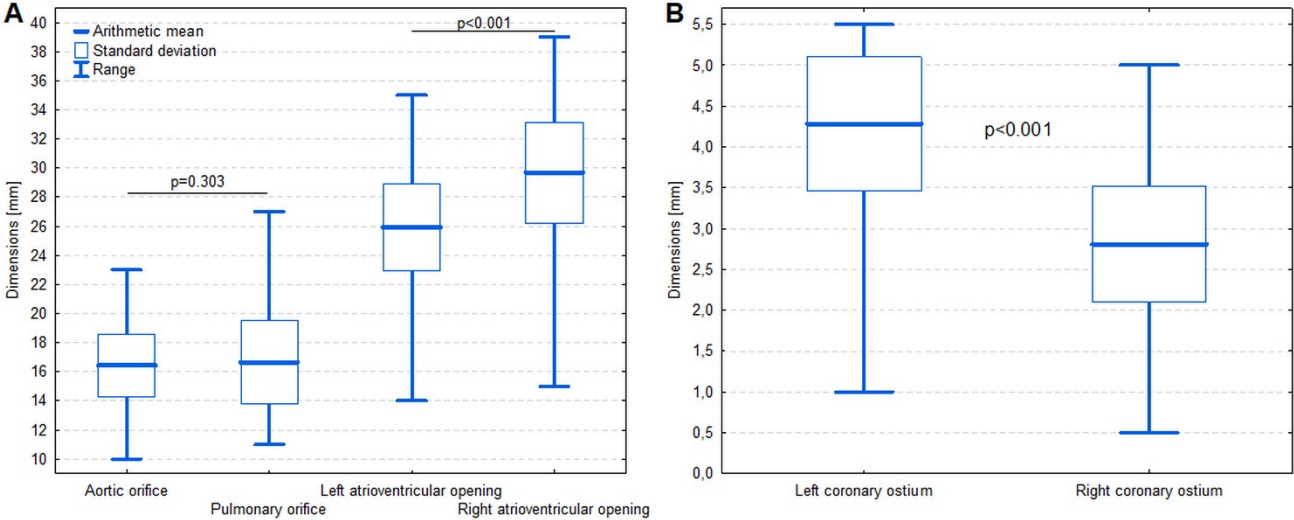 A
Dimensions [mm]
40
38
36
34
32
30
28
26
24
22
20
18
16
14
12
10
Arithmetic mean
Standard deviation
Range
p=0.303
p<0.001
Aortic orifice
Pulmonary orifice
Left atrioventricular opening
Right atrioventricular opening
B
Dimensions [mm]
5,5
5,0
4,5
4,0
3,5
3,0
2,5
2,0
1,5
1,0
0,5
0,0
p<0.001
Left coronary ostium
Right coronary ostium